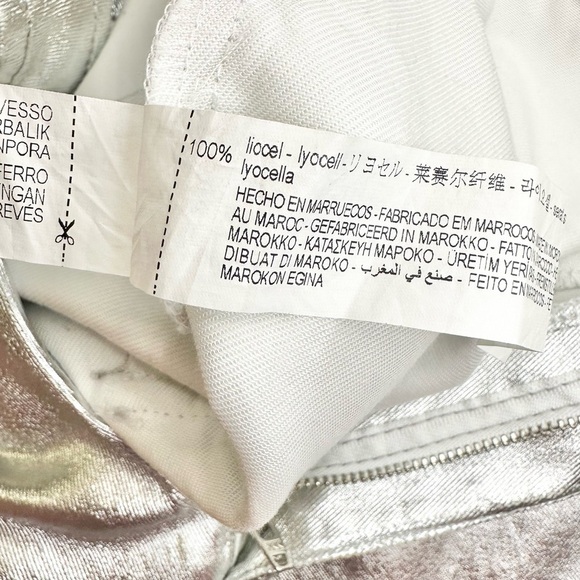 VESSO
RBALIK
NPORA
FERRO
NGAN
REVÉS
100% liocel - lyocell - リヨセル - 莱赛尔纤维 -
lyocella
HECHO EN MARRUECOS - FABRICADO EM MARROCOS
AU MAROC - GEFABRICEERD IN MAROKKO - FATTO
MAROKKO - ΚΑΤΑΣΚΕΥΗ ΜΑΡΟΚΟ - ÜRETİM YERİ
DIBUAT DI MAROKO - صنع في المغرب - FEITO EN
MAROKON EGINA